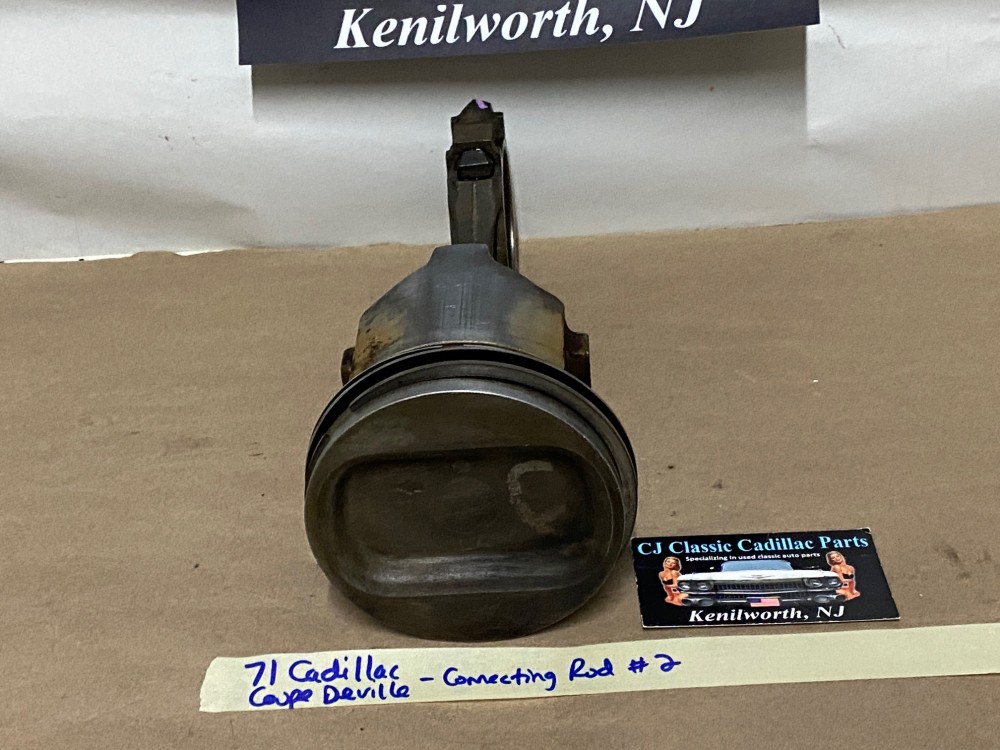 Kenilworth, NJ
CJ Classic Cadillac Parts
Specializing in used classic auto parts
Kenilworth, NJ
71 Cadillac
Coupe Deville - Connecting Rod #2